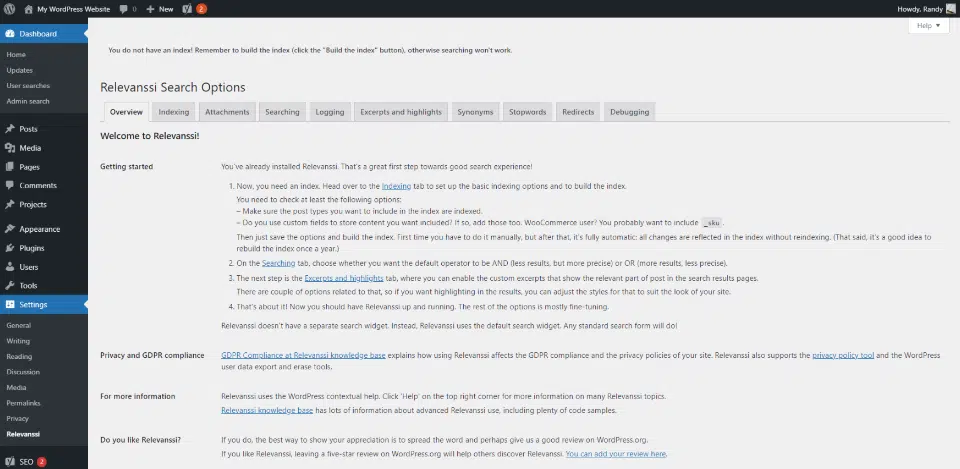 My WordPress Website 0 New 2 Howdy, Randy
Help
Dashboard
Home
Updates
User searches
Admin search
Posts
Media
Pages
Comments
Projects
Appearance
Plugins
Users
Tools
Settings
General
Writing
Reading
Discussion
Media
Permalinks
Privacy
Relevanssi
SEO 2
You do not have an index! Remember to build the index (click the "Build the index" button), otherwise searching won't work.
Relevanssi Search Options
Overview Indexing Attachments Searching Logging Excerpts and highlights Synonyms Stopwords Redirects Debugging
Welcome to Relevanssi!
Getting started
You've already installed Relevanssi. That's a great first step towards good search experience!
1. Now, you need an index. Head over to the Indexing tab to set up the basic indexing options and to build the index.
You need to check at least the following options:
– Make sure the post types you want to include in the index are indexed.
– Do you use custom fields to store content you want included? If so, add those too. WooCommerce user? You probably want to include _sku .
Then just save the options and build the index. First time you have to do it manually, but after that, it's fully automatic: all changes are reflected in the index without reindexing. (That said, it's a good idea to
rebuild the index once a year.)
2. On the Searching tab, choose whether you want the default operator to be AND (less results, but more precise) or OR (more results, less precise).
3. The next step is the Excerpts and highlights tab, where you can enable the custom excerpts that show the relevant part of post in the search results pages.
There are couple of options related to that, so if you want highlighting in the results, you can adjust the styles for that to suit the look of your site.
4. That's about it! Now you should have Relevanssi up and running. The rest of the options is mostly fine-tuning.
Relevanssi doesn't have a separate search widget. Instead, Relevanssi uses the default search widget. Any standard search form will do!
Privacy and GDPR compliance
GDPR Compliance at Relevanssi knowledge base explains how using Relevanssi affects the GDPR compliance and the privacy policies of your site. Relevanssi also supports the privacy policy tool and the WordPress
user data export and erase tools.
For more information
Relevanssi uses the WordPress contextual help. Click 'Help' on the top right corner for more information on many Relevanssi topics.
Relevanssi knowledge base has lots of information about advanced Relevanssi use, including plenty of code samples.
Do you like Relevanssi?
If you do, the best way to show your appreciation is to spread the word and perhaps give us a good review on WordPress.org.
If you like Relevanssi, leaving a five-star review on WordPress.org will help others discover Relevanssi. You can add your review here.